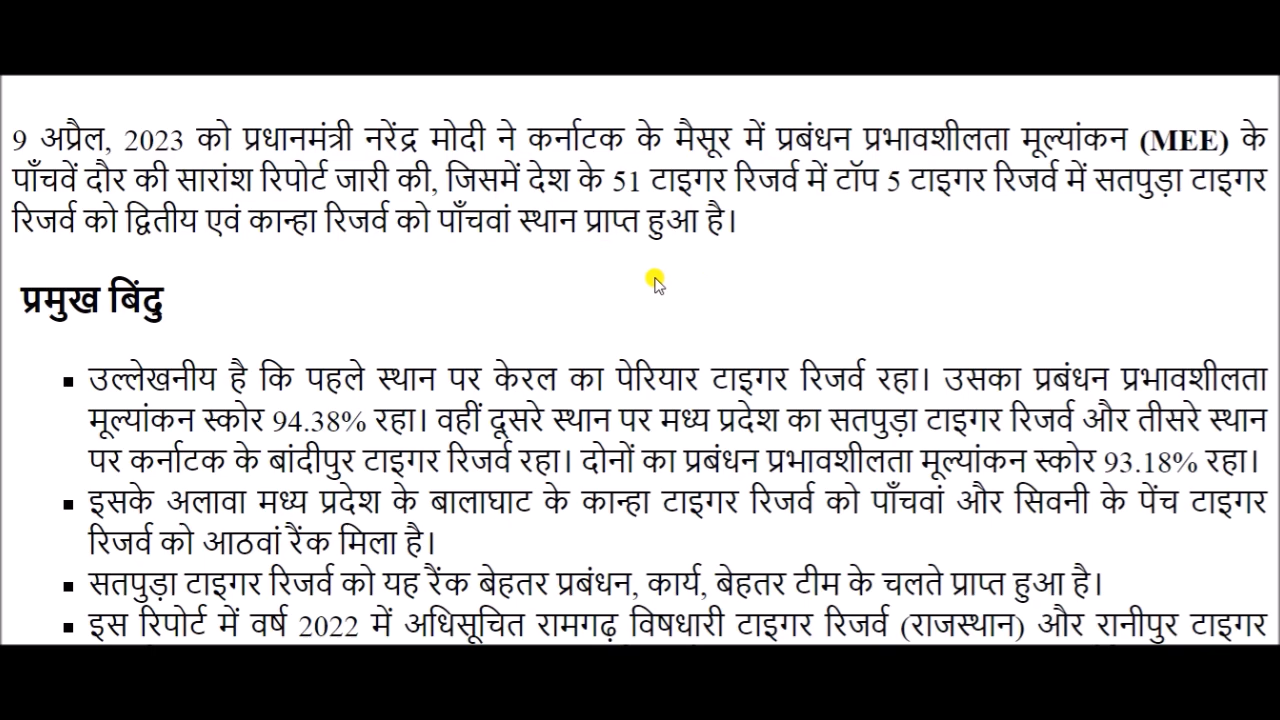 9 अप्रैल, 2023 को प्रधानमंत्री नरेंद्र मोदी ने कर्नाटक के मैसूर में प्रबंधन प्रभावशीलता मूल्यांकन (MEE) के
पाँचवें दौर की सारांश रिपोर्ट जारी की, जिसमें देश के 51 टाइगर रिजर्व में टॉप 5 टाइगर रिजर्व में सतपुड़ा टाइगर
रिजर्व को द्वितीय एवं कान्हा रिजर्व को पाँचवां स्थान प्राप्त हुआ है।
प्रमुख बिंदु
▪ उल्लेखनीय है कि पहले स्थान पर केरल का पेरियार टाइगर रिजर्व रहा। उसका प्रबंधन प्रभावशीलता
मूल्यांकन स्कोर 94.38% रहा। वहीं दूसरे स्थान पर मध्य प्रदेश का सतपुड़ा टाइगर रिजर्व और तीसरे स्थान
पर कर्नाटक के बांदीपुर टाइगर रिजर्व रहा। दोनों का प्रबंधन प्रभावशीलता मूल्यांकन स्कोर 93.18% रहा।
▪ इसके अलावा मध्य प्रदेश के बालाघाट के कान्हा टाइगर रिजर्व को पाँचवां और सिवनी के पेंच टाइगर
रिजर्व को आठवां रैंक मिला है।
▪ सतपुड़ा टाइगर रिजर्व को यह रैंक बेहतर प्रबंधन, कार्य, बेहतर टीम के चलते प्राप्त हुआ है।
▪ इस रिपोर्ट में वर्ष 2022 में अधिसूचित रामगढ़ विषधारी टाइगर रिजर्व (राजस्थान) और रानीपुर टाइगर